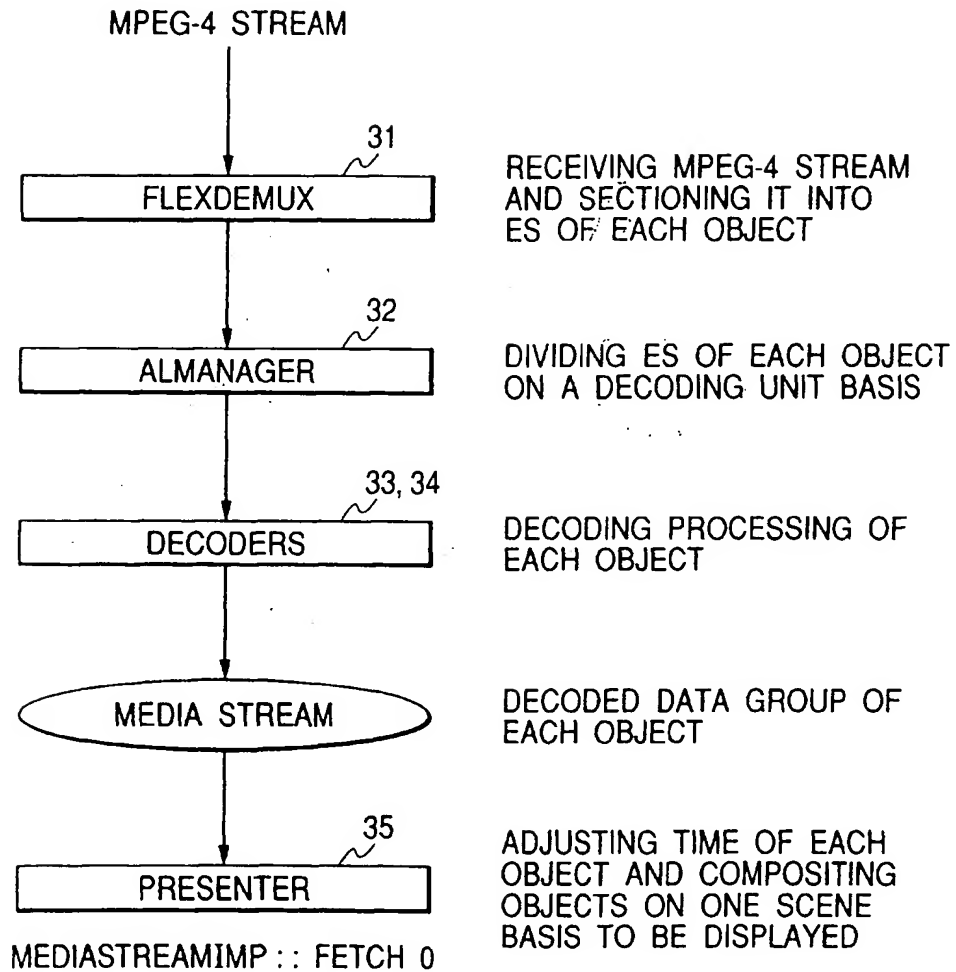 MPEG-4 STREAM
31
FLEXDEMUX
RECEIVING MPEG-4 STREAM
AND SECTIONING IT INTO
ES OF EACH OBJECT
32
ALMANAGER
DIVIDING ES OF EACH OBJECT
ON A DECODING UNIT BASIS
33, 34
DECODERS
DECODING PROCESSING OF
EACH OBJECT
MEDIA STREAM
DECODED DATA GROUP OF
EACH OBJECT
35
PRESENTER
ADJUSTING TIME OF EACH
OBJECT AND COMPOSITING
OBJECTS ON ONE SCENE
BASIS TO BE DISPLAYED
MEDIASTREAMIMP :: FETCH 0